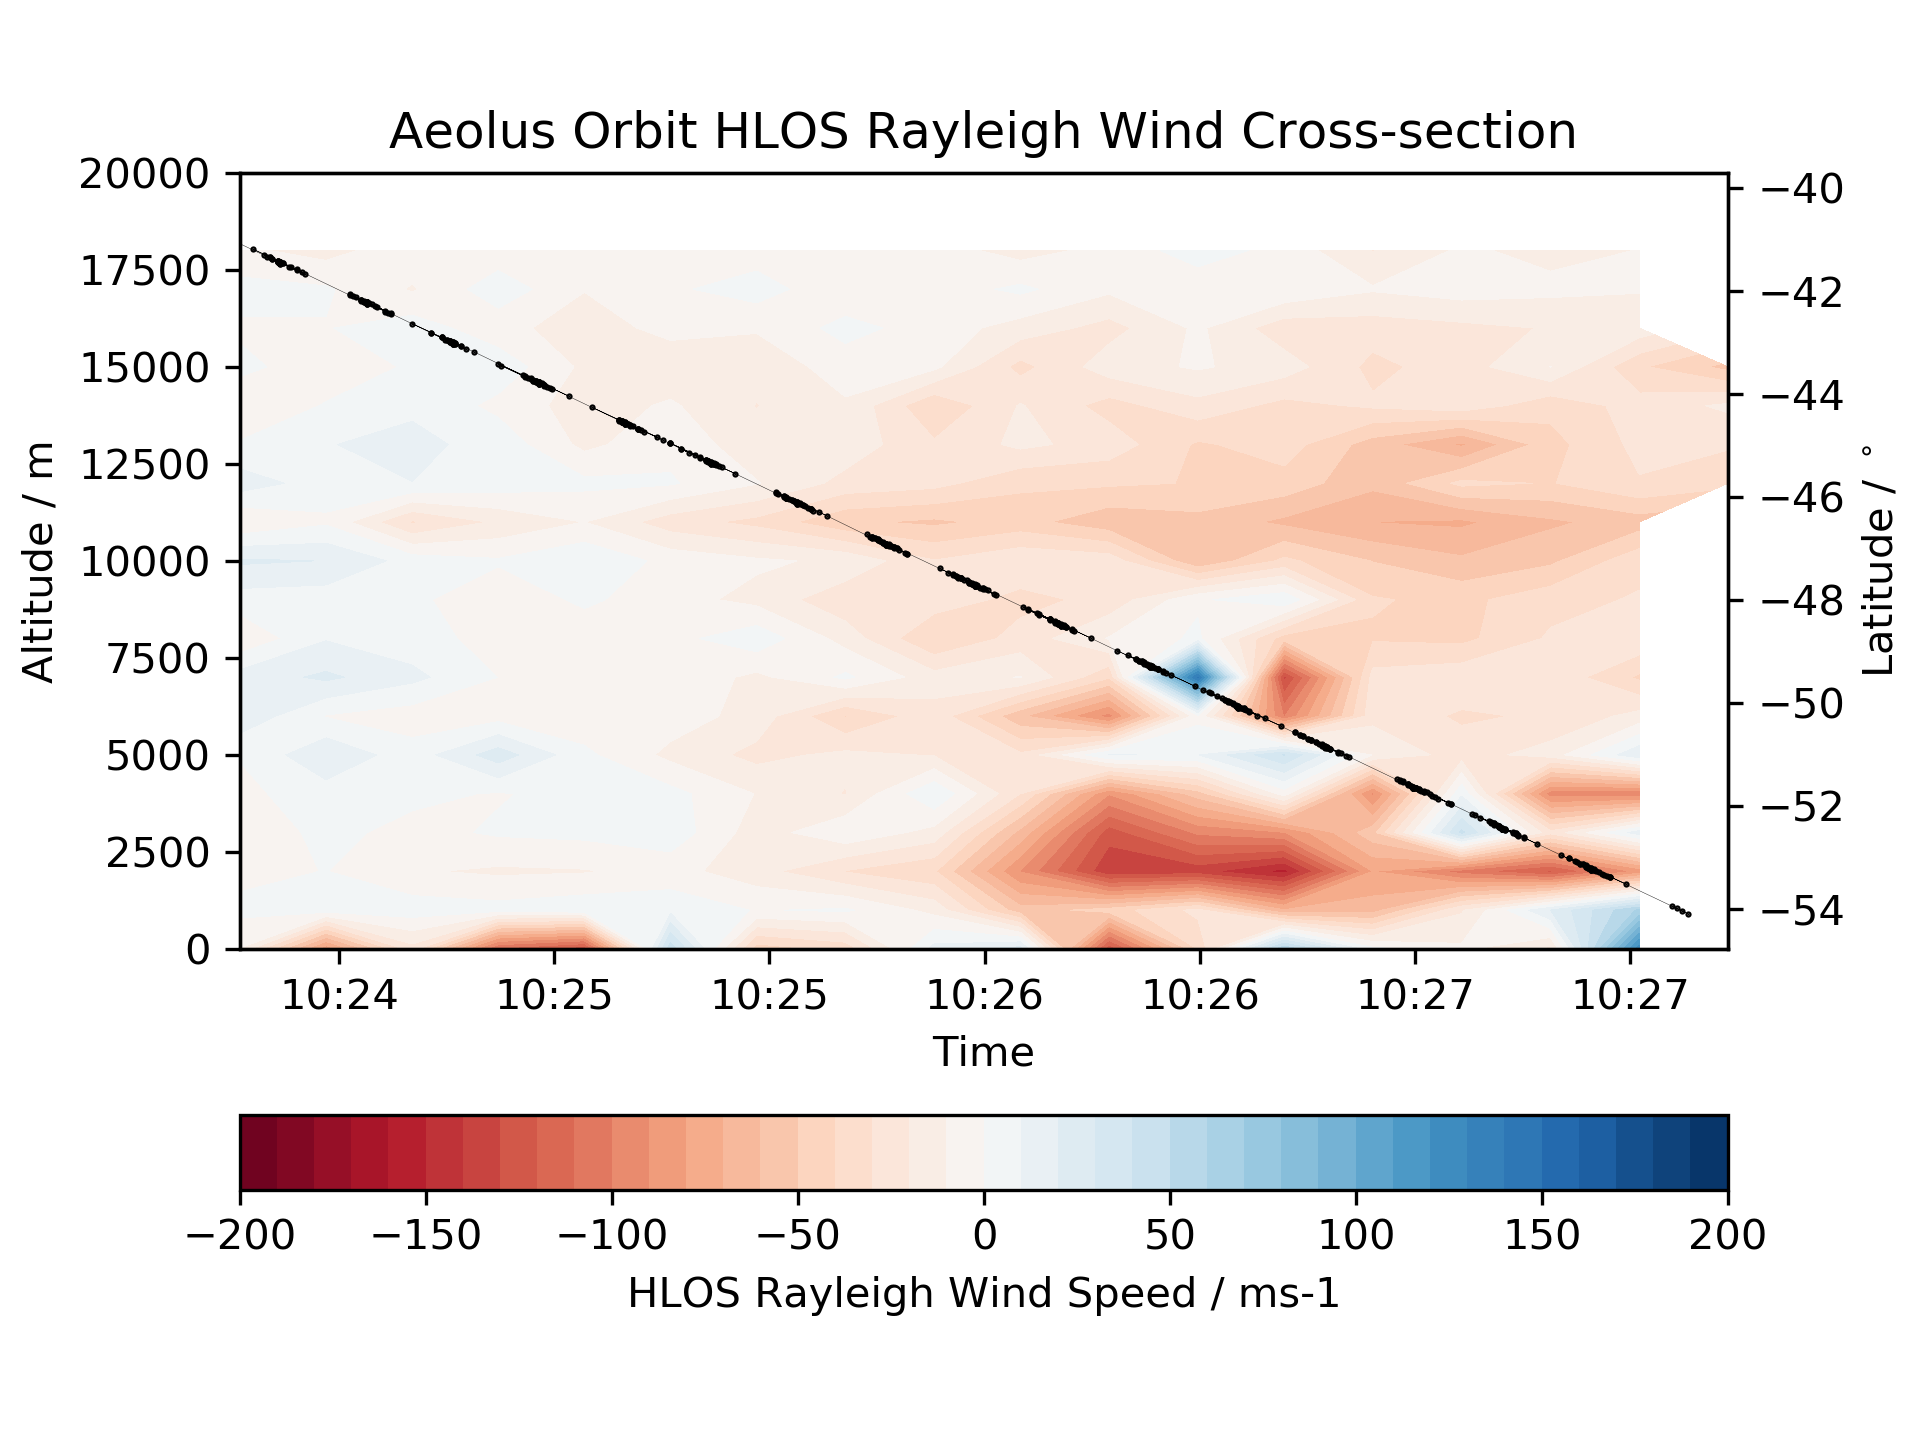 Aeolus Orbit HLOS Rayleigh Wind Cross-section
20000
17500
15000
12500
10000
7500
5000
2500
0
Altitude / m
−40
−42
−44
−46
−48
−50
−52
−54
Latitude / °
10:24 10:25 10:25 10:26 10:26 10:27 10:27
Time
−200 −150 −100 −50 0 50 100 150 200
HLOS Rayleigh Wind Speed / ms-1